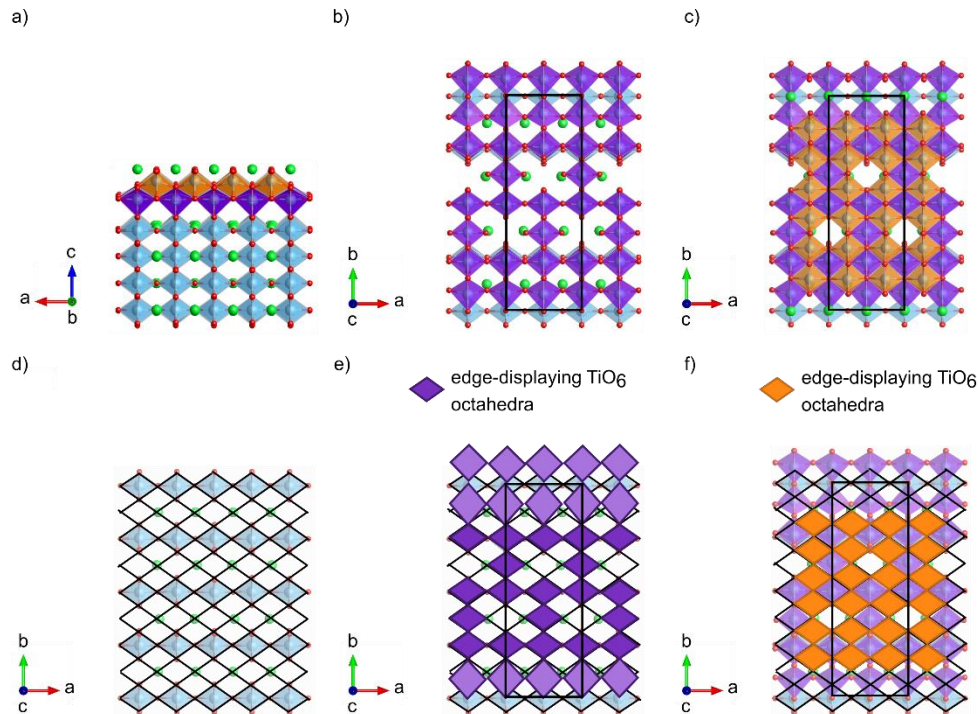 a)
b)
c)
c
a
b
b
a
c
b
a
c
d)
e)
edge-displaying TiO6
octahedra
f)
edge-displaying TiO6
octahedra
b
a
c
b
a
c
b
a
c